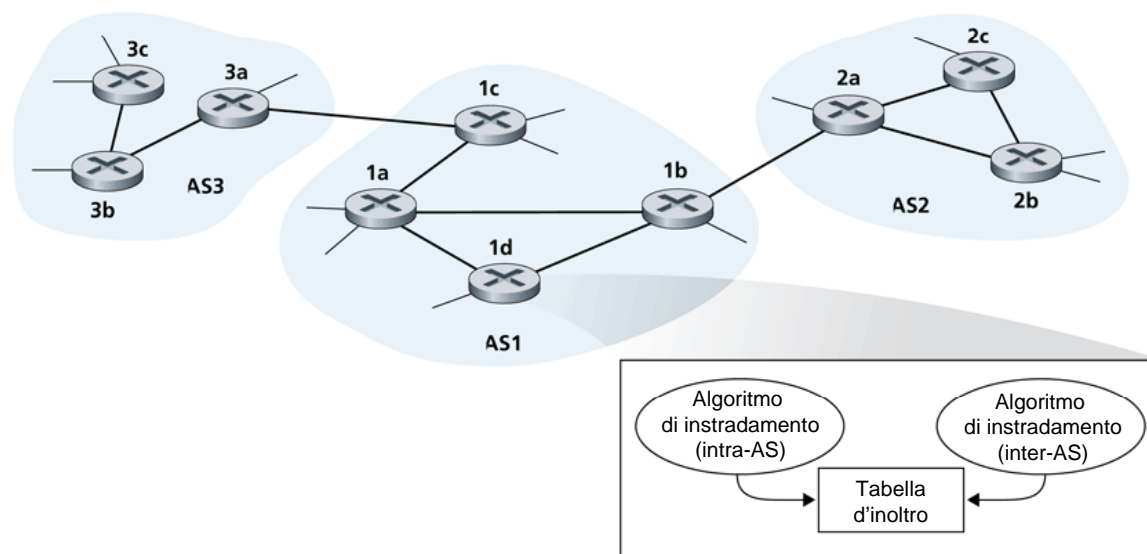 3c
3a
3b
AS3
1c
1a
1b
1d
AS1
2c
2a
2b
AS2
Algoritmo
di instradamento
(intra-AS)
Algoritmo
di instradamento
(inter-AS)
Tabella
d'inoltro